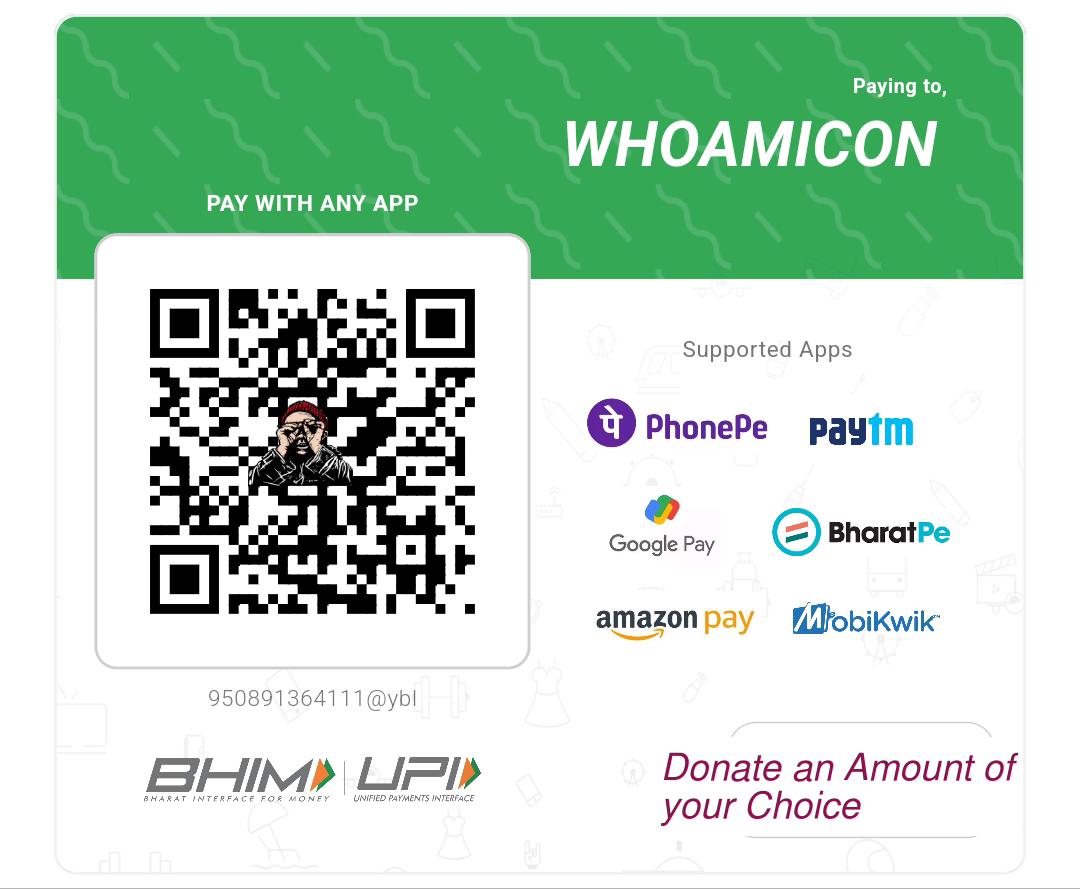 Paying to,
WHOAMICON
PAY WITH ANY APP
Supported Apps
पे PhonePe
paytm
Google Pay
BharatPe
amazon pay
MobiKwik™
950891364111@ybl
BHIM
BHARAT INTERFACE FOR MONEY
UPI
UNIFIED PAYMENTS INTERFACE
Donate an Amount of
your Choice